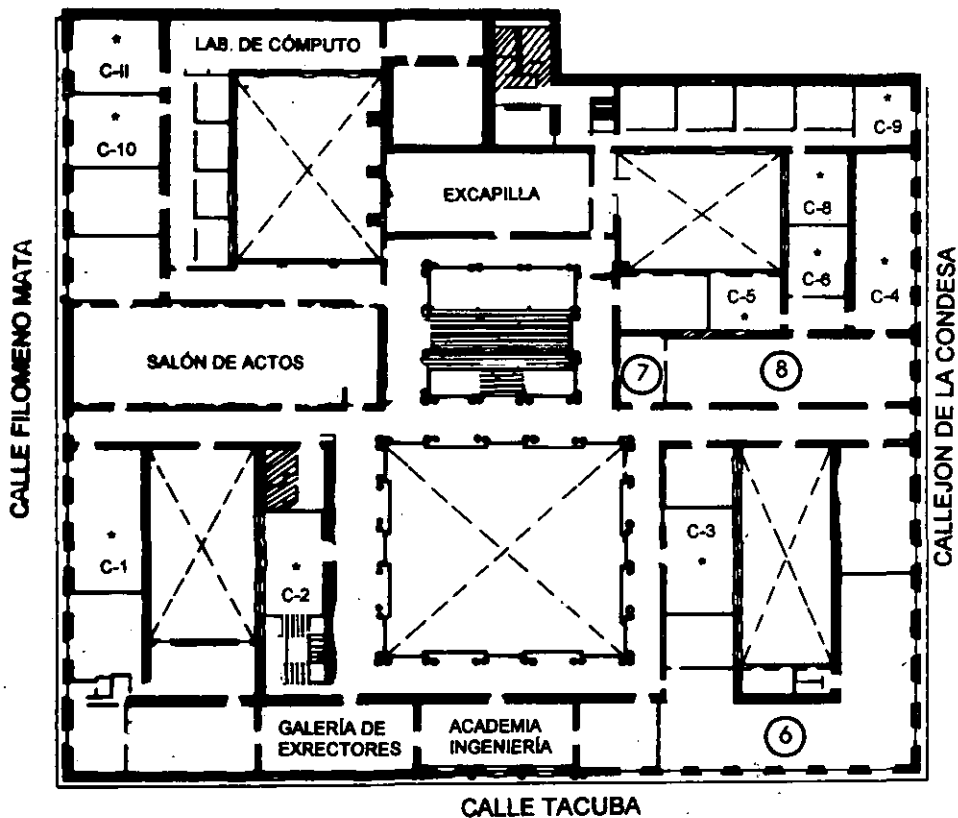 LAB. DE CÓMPUTO
*
C-11
*
C-10
*
C-9
EXCAPILLA
*
C-8
*
C-6
*
C-4
C-5
*
SALÓN DE ACTOS
7
8
CALLE FILOMENO MATA
CALLEJON DE LA CONDESA
*
C-1
*
C-2
C-3
*
GALERÍA DE
EXRECTORES
ACADEMIA
INGENIERÍA
6
CALLE TACUBA